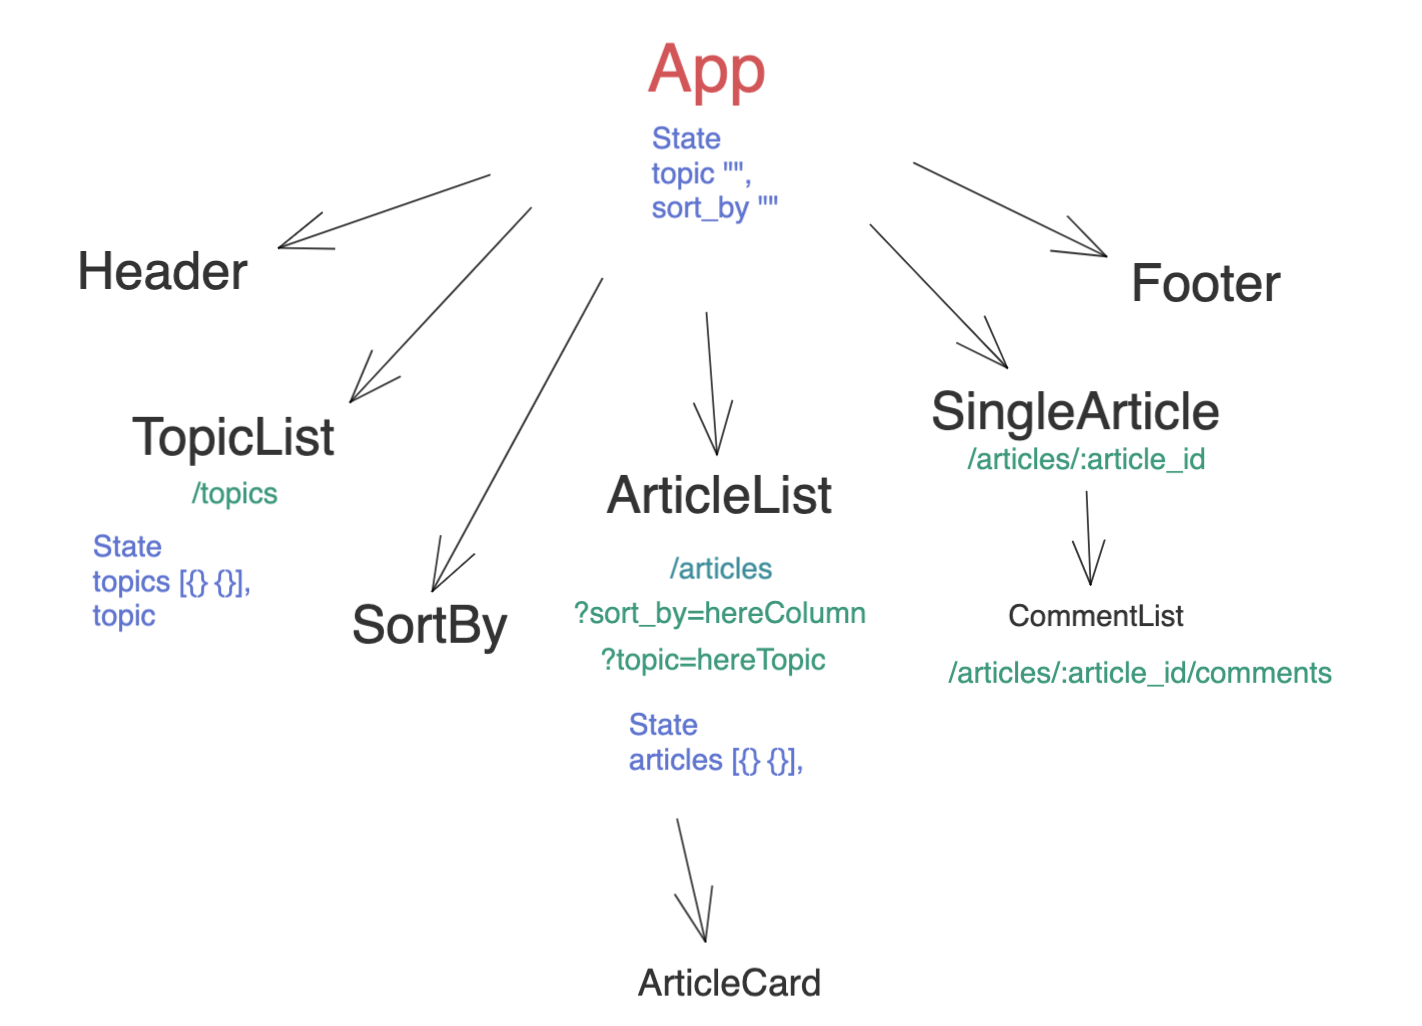 App
State
topic "",
sort_by ""
Header
Footer
TopicList
/topics
State
topics [{} {}],
topic
SortBy
ArticleList
/articles
?sort_by=hereColumn
?topic=hereTopic
State
articles [{} {}],
ArticleCard
SingleArticle
/articles/:article_id
CommentList
/articles/:article_id/comments